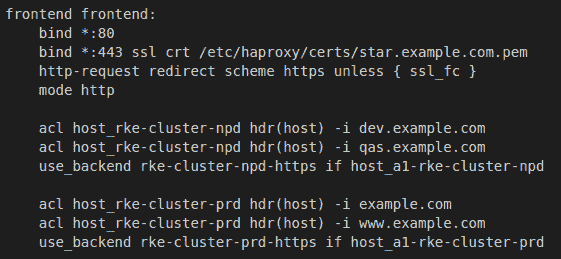 frontend frontend:
    bind *:80
    bind *:443 ssl crt /etc/haproxy/certs/star.example.com.pem
    http-request redirect scheme https unless { ssl_fc }
    mode http

    acl host_rke-cluster-npd hdr(host) -i dev.example.com
    acl host_rke-cluster-npd hdr(host) -i qas.example.com
    use_backend rke-cluster-npd-https if host_a1-rke-cluster-npd

    acl host_rke-cluster-prd hdr(host) -i example.com
    acl host_rke-cluster-prd hdr(host) -i www.example.com
    use_backend rke-cluster-prd-https if host_a1-rke-cluster-prd